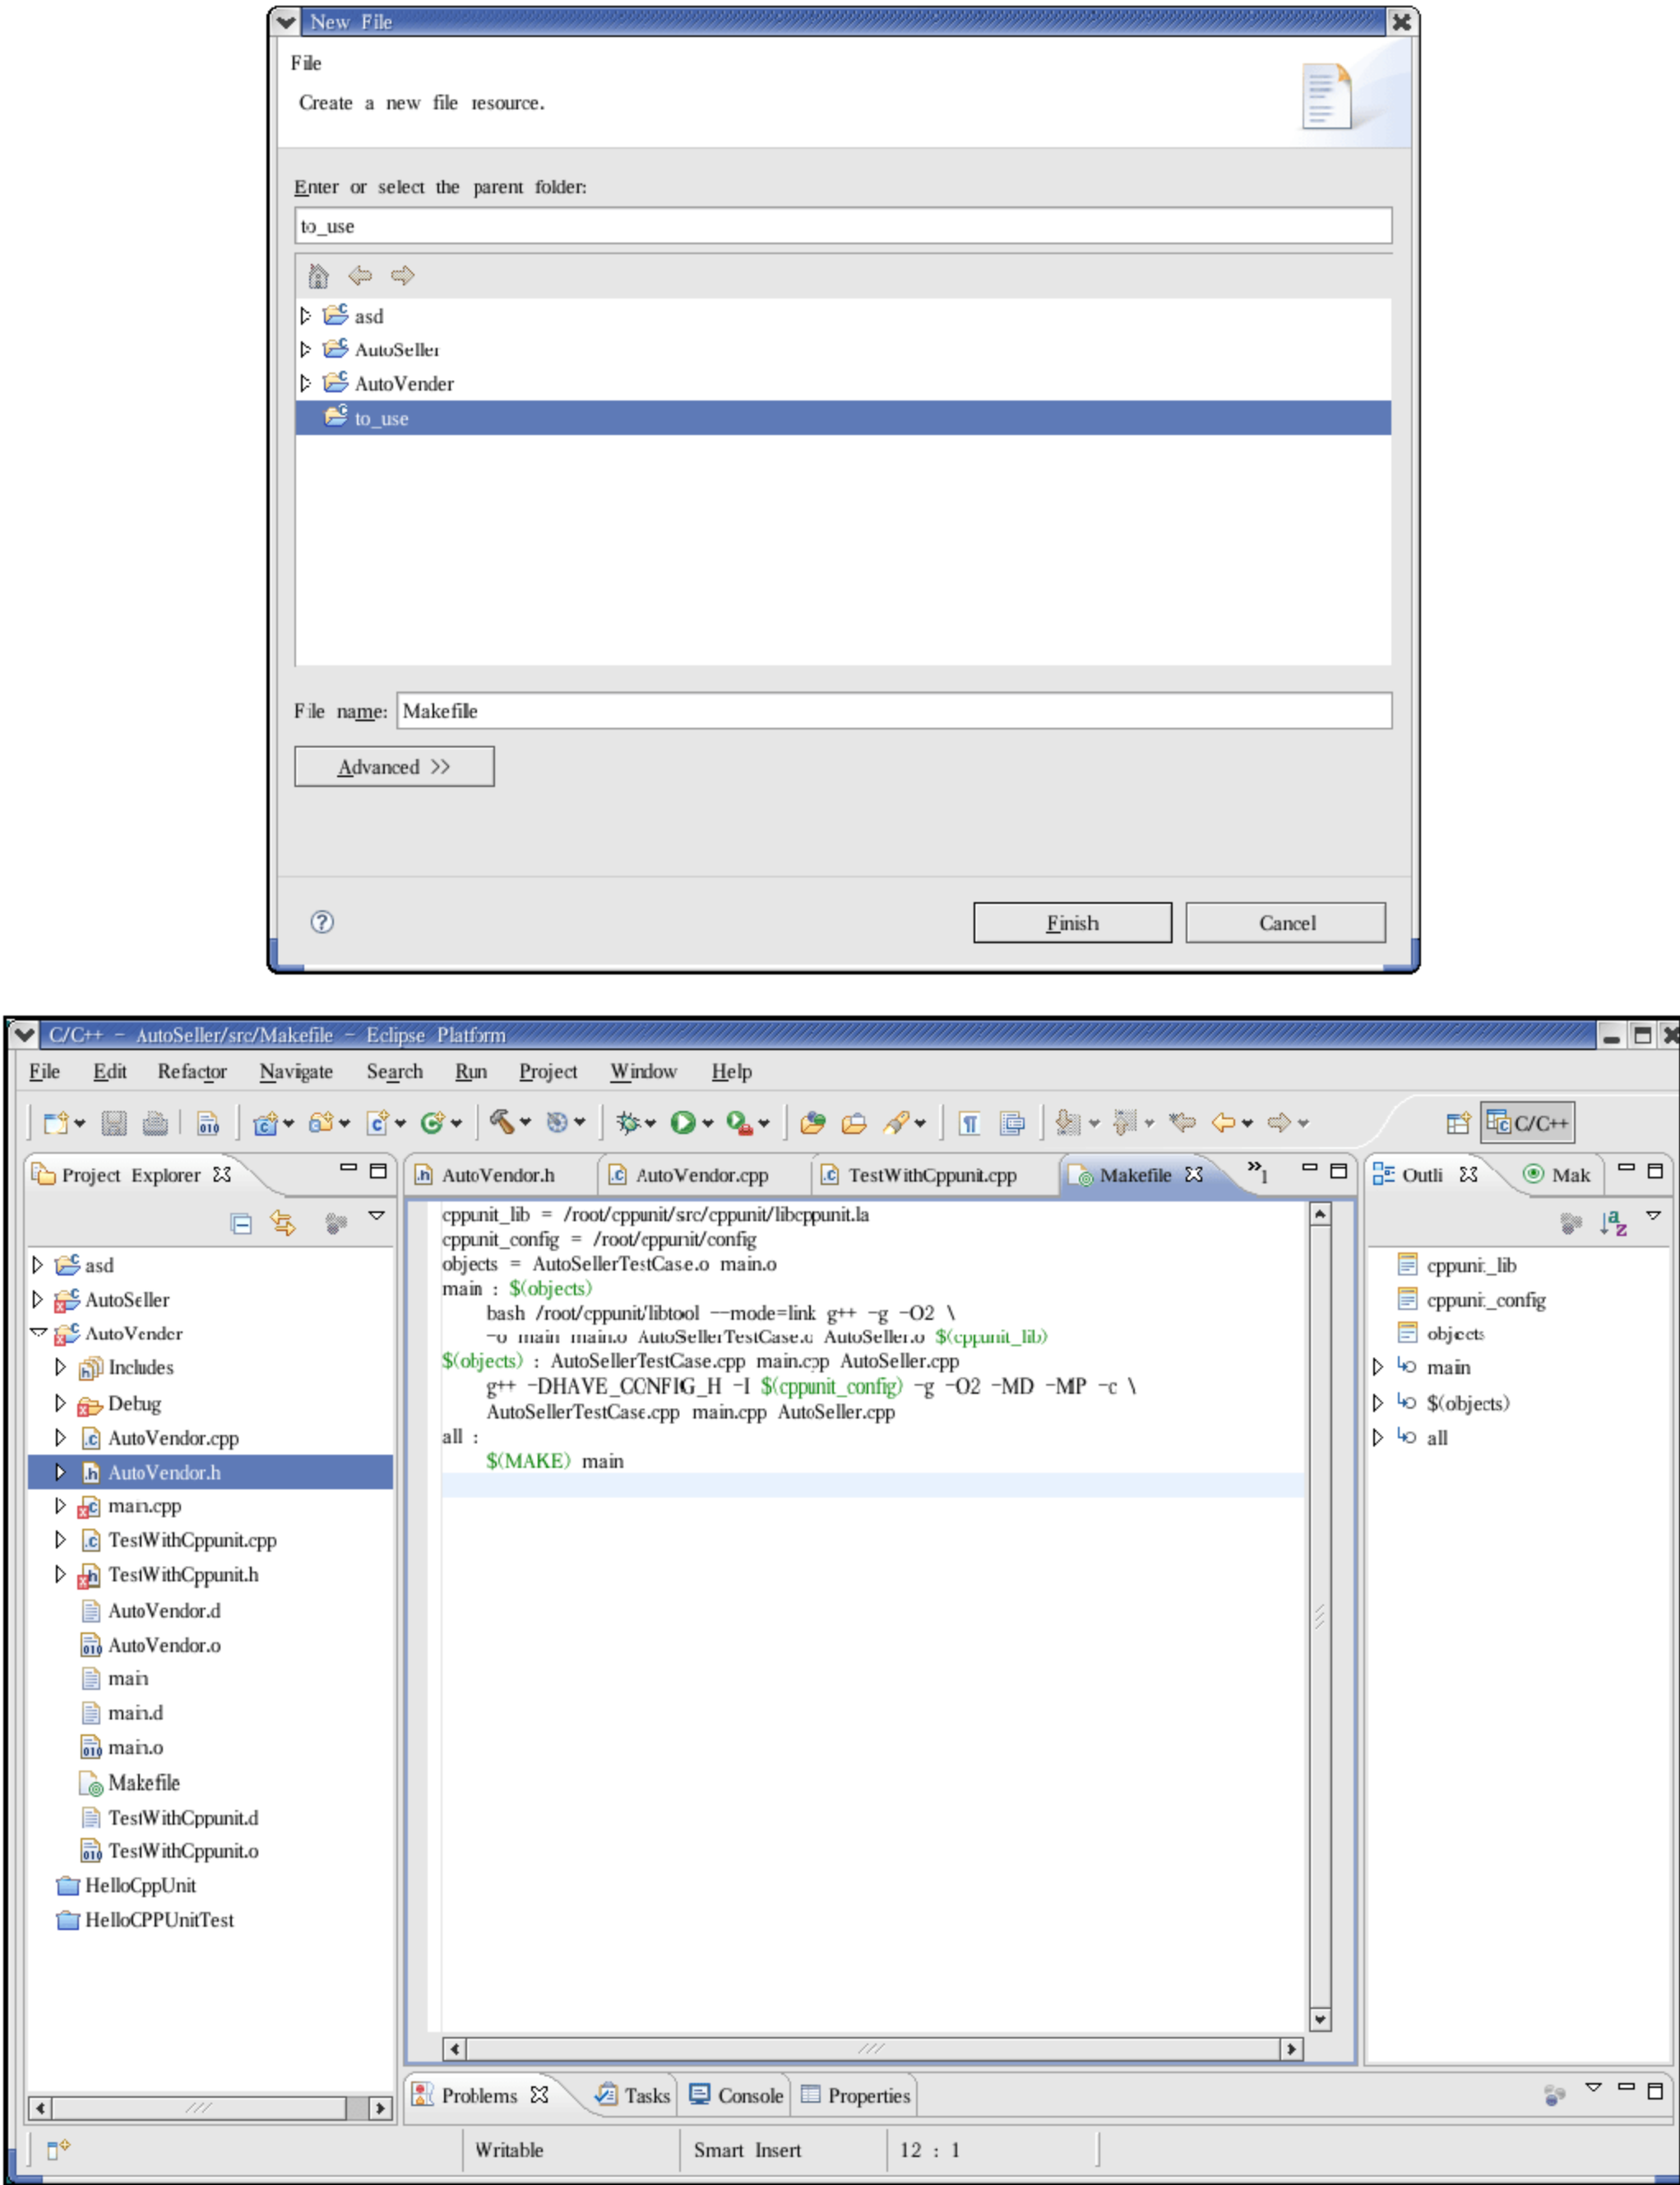 New File
File
Create a new file resource.
Enter or select the parent folder:
to_use
asd
AutoSeller
AutoVender
to_use
File name: Makefile
Advanced >>
Finish Cancel
C/C++ - AutoSeller/src/Makefile - Eclipse Platform
File Edit Refactor Navigate Search Run Project Window Help
C/C++
Project Explorer
AutoVendor.h AutoVendor.cpp TestWithCppunit.cpp Makefile »1
Outli Mak
asd
AutoSeller
AutoVender
Includes
Debug
AutoVendor.cpp
AutoVendor.h
main.cpp
TestWithCppunit.cpp
TestWithCppunit.h
AutoVendor.d
AutoVendor.o
main
main.d
main.o
Makefile
TestWithCppunit.d
TestWithCppunit.o
HelloCppUnit
HelloCPPUnitTest
cppunit_lib = /root/cppunit/src/cppunit/libcppunit.la
cppunit_config = /root/cppunit/config
objects = AutoSellerTestCase.o main.o
main : $(objects)
bash /root/cppunit/libtool --mode=link g++ -g -O2 \
-o main main.o AutoSellerTestCase.o AutoSeller.o $(cppunit_lib)
$(objects) : AutoSellerTestCase.cpp main.cpp AutoSeller.cpp
g++ -DHAVE_CONFIG_H -I $(cppunit_config) -g -O2 -MD -MP -c \
AutoSellerTestCase.cpp main.cpp AutoSeller.cpp
all :
$(MAKE) main
cppunit_lib
cppunit_config
objects
main
$(objects)
all
Problems Tasks Console Properties
Writable Smart Insert 12 : 1